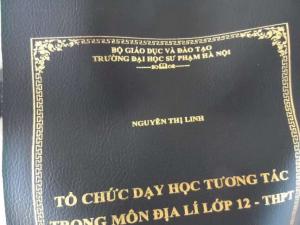 BỘ GIÁO DỤC VÀ ĐÀO TẠO
TRƯỜNG ĐẠI HỌC SƯ PHẠM HÀ NỘI
NGUYỄN THỊ LINH
TỔ CHỨC DẠY HỌC TƯƠNG TÁC
TRONG MÔN ĐỊA LÍ LỚP 12 - THPT